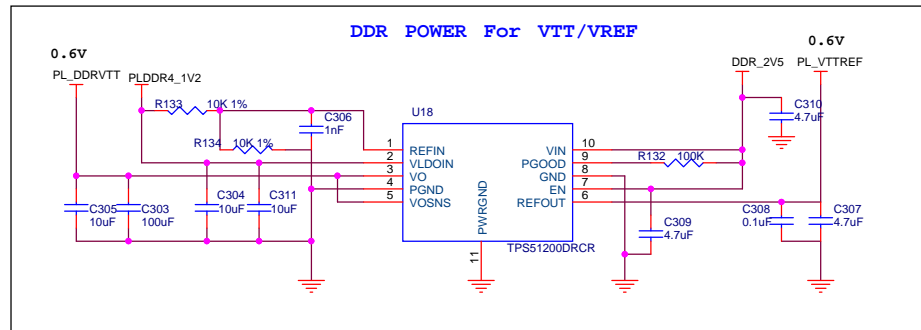 DDR POWER For VTT/VREF
0.6V
PL_DDRVTT
PLDDR4_1V2
DDR_2V5
0.6V
PL_VTTREF
R133
10K 1%
C306
1nF
R134
10K 1%
U18
C310
4.7uF
1
REFIN
2
VLDOIN
3
VO
4
PGND
5
VOSNS
PWRGND
11
VIN
10
PGOOD
9
GND
8
EN
7
REFOUT
6
R132
100K
C305
10uF
C303
100uF
C304
10uF
C311
10uF
C309
4.7uF
C308
0.1uF
C307
4.7uF
TPS51200DRCR